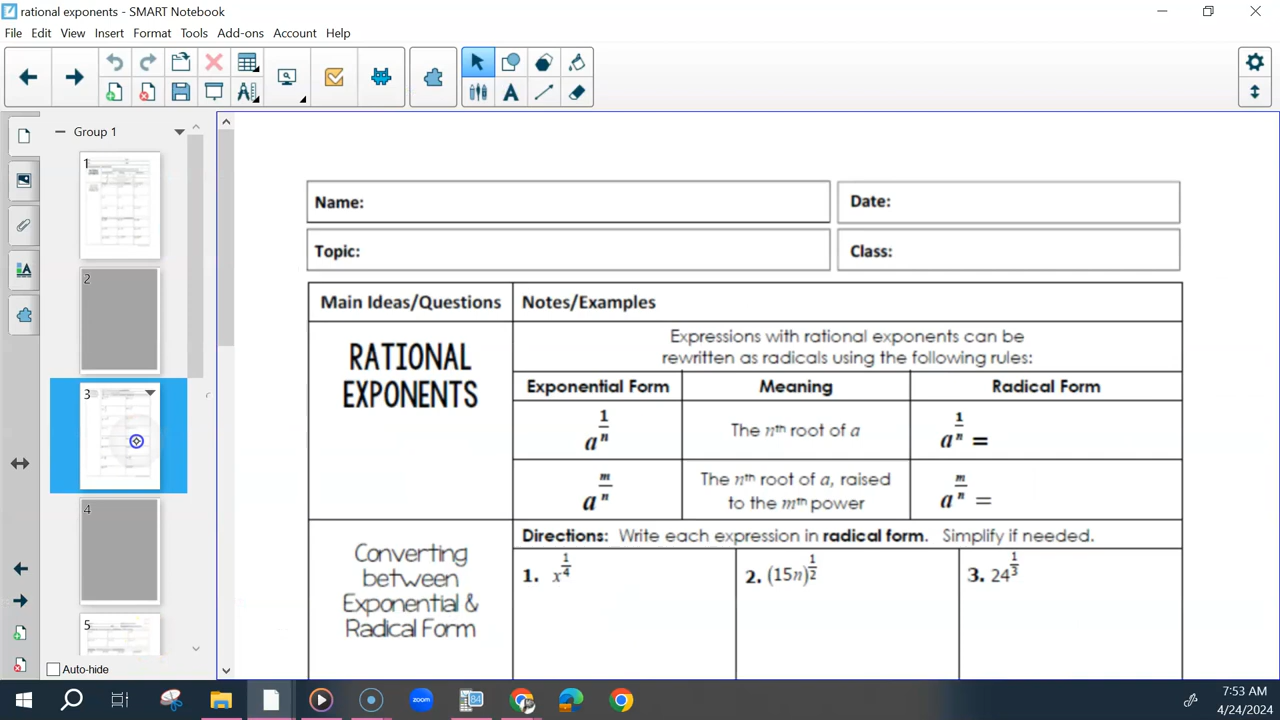 rational exponents - SMART Notebook
File Edit View Insert Format Tools Add-ons Account Help
Group 1
1
2
3
4
5
Auto-hide
Name:
Date:
Topic:
Class:
Main Ideas/Questions
Notes/Examples
RATIONAL
EXPONENTS
Expressions with rational exponents can be
rewritten as radicals using the following rules:
Exponential Form
Meaning
Radical Form
a^(1/n)
The nth root of a
a^(1/n) =
a^(m/n)
The nth root of a, raised
to the mth power
a^(m/n) =
Converting
between
Exponential &
Radical Form
Directions: Write each expression in radical form. Simplify if needed.
1. x^(1/4)
2. (15n)^(1/2)
3. 24^(1/3)
zoom
7:53 AM
4/24/2024